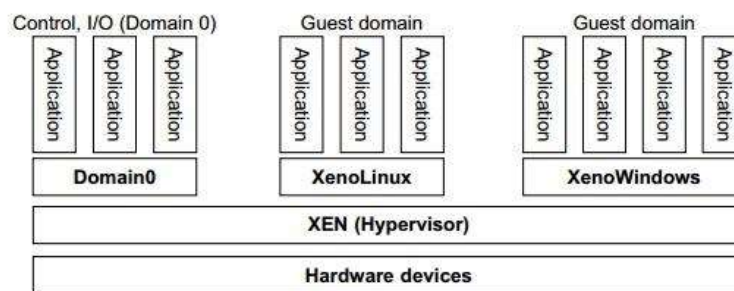 Control, I/O (Domain 0)
Guest domain
Guest domain
Application
Application
Application
Application
Application
Application
Application
Application
Application
Application
Domain0
XenoLinux
XenoWindows
XEN (Hypervisor)
Hardware devices